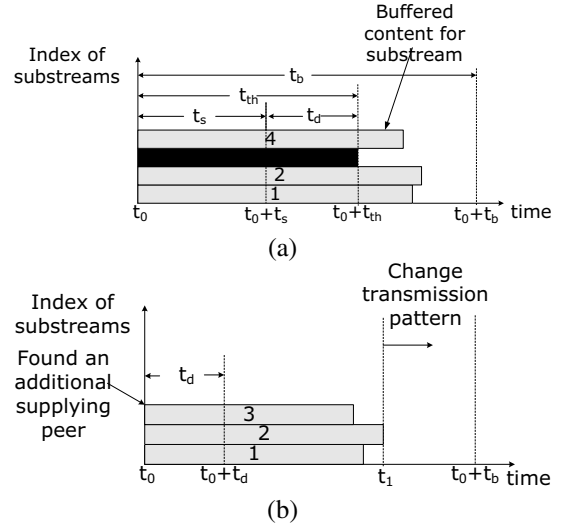 Index of
substreams
Buffered
content for
substream
t_b
t_th
t_s
t_d
4
2
1
t_0
t_0+t_s
t_0+t_th
t_0+t_b
time
(a)
Index of
substreams
Found an
additional
supplying
peer
Change
transmission
pattern
t_d
3
2
1
t_0
t_0+t_d
t_1
t_0+t_b
time
(b)